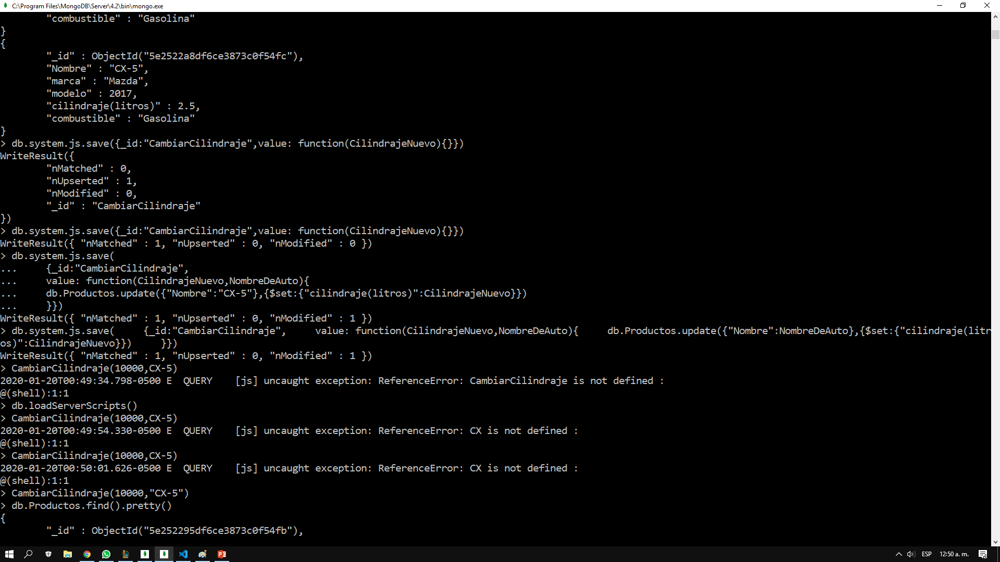 C:\Program Files\MongoDB\Server\4.2\bin\mongo.exe
"combustible" : "Gasolina"
}
{
"_id" : ObjectId("5e2522a8df6ce3873c0f54fc"),
"Nombre" : "CX-5",
"marca" : "Mazda",
"modelo" : 2017,
"cilindraje(litros)" : 2.5,
"combustible" : "Gasolina"
}
> db.system.js.save({_id:"CambiarCilindraje",value: function(CilindrajeNuevo){}})
WriteResult({
"nMatched" : 0,
"nUpserted" : 1,
"nModified" : 0,
"_id" : "CambiarCilindraje"
})
> db.system.js.save({_id:"CambiarCilindraje",value: function(CilindrajeNuevo){}})
WriteResult({ "nMatched" : 1, "nUpserted" : 0, "nModified" : 0 })
> db.system.js.save(
...     {_id:"CambiarCilindraje",
...     value: function(CilindrajeNuevo,NombreDeAuto){
...     db.Productos.update({"Nombre":"CX-5"},{$set:{"cilindraje(litros)":CilindrajeNuevo}})
...     }})
WriteResult({ "nMatched" : 1, "nUpserted" : 0, "nModified" : 1 })
> db.system.js.save(     {_id:"CambiarCilindraje",     value: function(CilindrajeNuevo,NombreDeAuto){     db.Productos.update({"Nombre":NombreDeAuto},{$set:{"cilindraje(litr
os)":CilindrajeNuevo}})     }})
WriteResult({ "nMatched" : 1, "nUpserted" : 0, "nModified" : 1 })
> CambiarCilindraje(10000,CX-5)
2020-01-20T00:49:34.798-0500 E  QUERY    [js] uncaught exception: ReferenceError: CambiarCilindraje is not defined :
@(shell):1:1
> db.loadServerScripts()
> CambiarCilindraje(10000,CX-5)
2020-01-20T00:49:54.330-0500 E  QUERY    [js] uncaught exception: ReferenceError: CX is not defined :
@(shell):1:1
> CambiarCilindraje(10000,CX-5)
2020-01-20T00:50:01.626-0500 E  QUERY    [js] uncaught exception: ReferenceError: CX is not defined :
@(shell):1:1
> CambiarCilindraje(10000,"CX-5")
> db.Productos.find().pretty()
{
"_id" : ObjectId("5e252295df6ce3873c0f54fb"),
ESP 12:50 a. m.